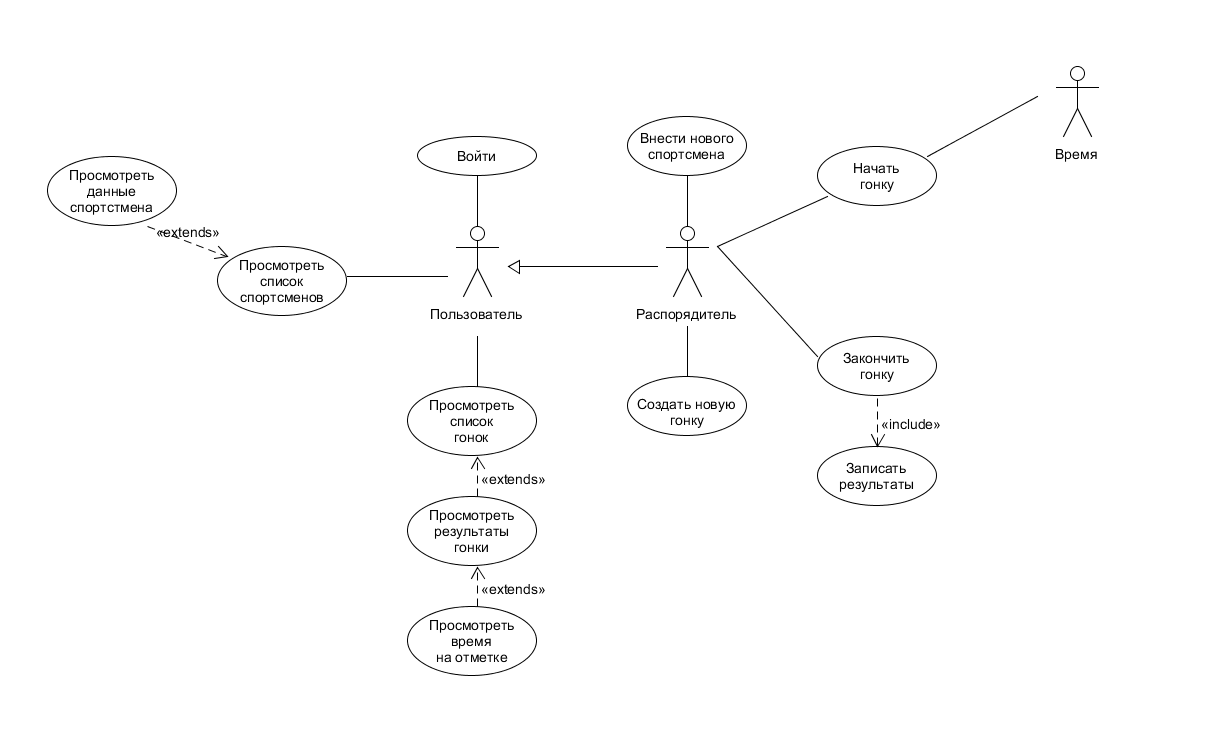 Время
Внести нового
спортсмена
Войти
Начать
гонку
Просмотреть
данные
спортстмена
«extends»
Просмотреть
список
спортсменов
Пользователь
Распорядитель
Закончить
гонку
Просмотреть
список
гонок
Создать новую
гонку
«include»
Записать
результаты
«extends»
Просмотреть
результаты
гонки
«extends»
Просмотреть
время
на отметке